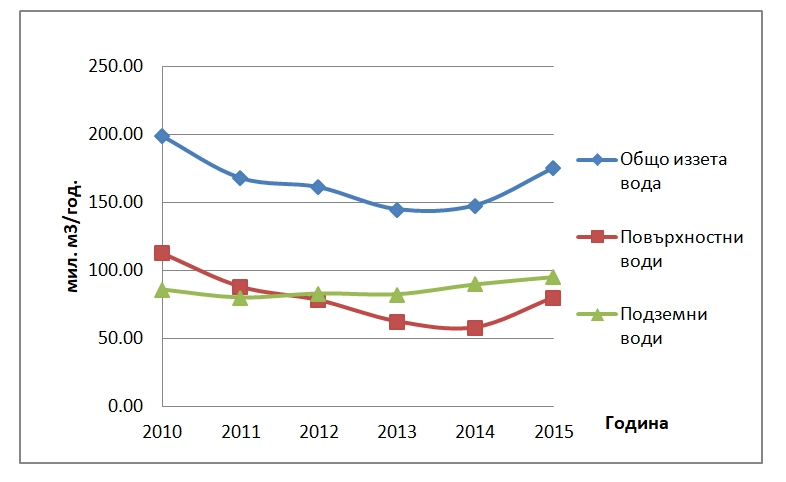 250.00
200.00
150.00
100.00
50.00
0.00
мил. м3/год.
2010 2011 2012 2013 2014 2015
Година
Общо иззета
вода
Повърхностни
води
Подземни
води